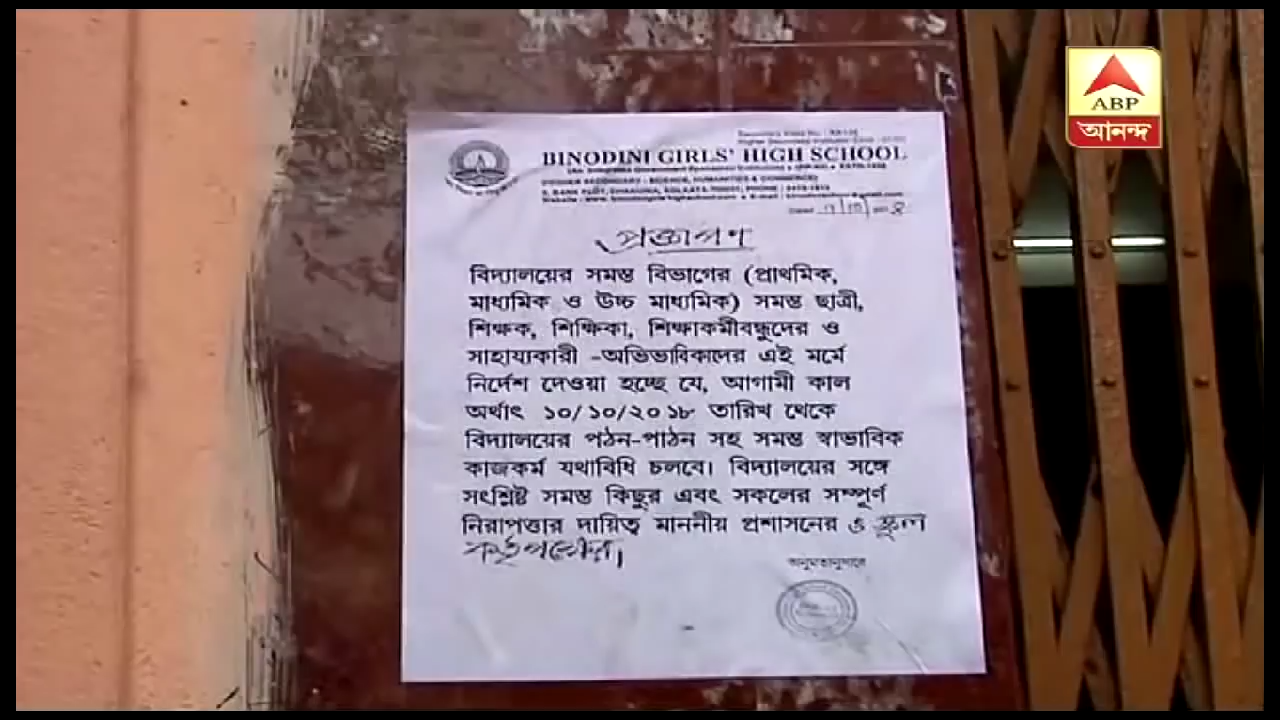 ABP
আনন্দ
BINODINI GIRLS' HIGH SCHOOL
প্রজ্ঞাপণ
বিদ্যালয়ের সমস্ত বিভাগের (প্রাথমিক,
মাধ্যমিক ও উচ্চ মাধ্যমিক) সমস্ত ছাত্রী,
শিক্ষক, শিক্ষিকা, শিক্ষাকর্মীবন্ধুদের ও
সাহায্যকারী -অভিভাবিকাদের এই মর্মে
নির্দেশ দেওয়া হচ্ছে যে, আগামী কাল
অর্থাৎ ১০/১০/২০১৮ তারিখ থেকে
বিদ্যালয়ের পঠন-পাঠন সহ সমস্ত স্বাভাবিক
কাজকর্ম যথাবিধি চলবে। বিদ্যালয়ের সঙ্গে
সংশ্লিষ্ট সমস্ত কিছুর এবং সকলের সম্পূর্ণ
নিরাপত্তার দায়িত্ব মাননীয় প্রশাসনের ও স্কুল
কর্তৃপক্ষের।
অনুমত্যানুসারে